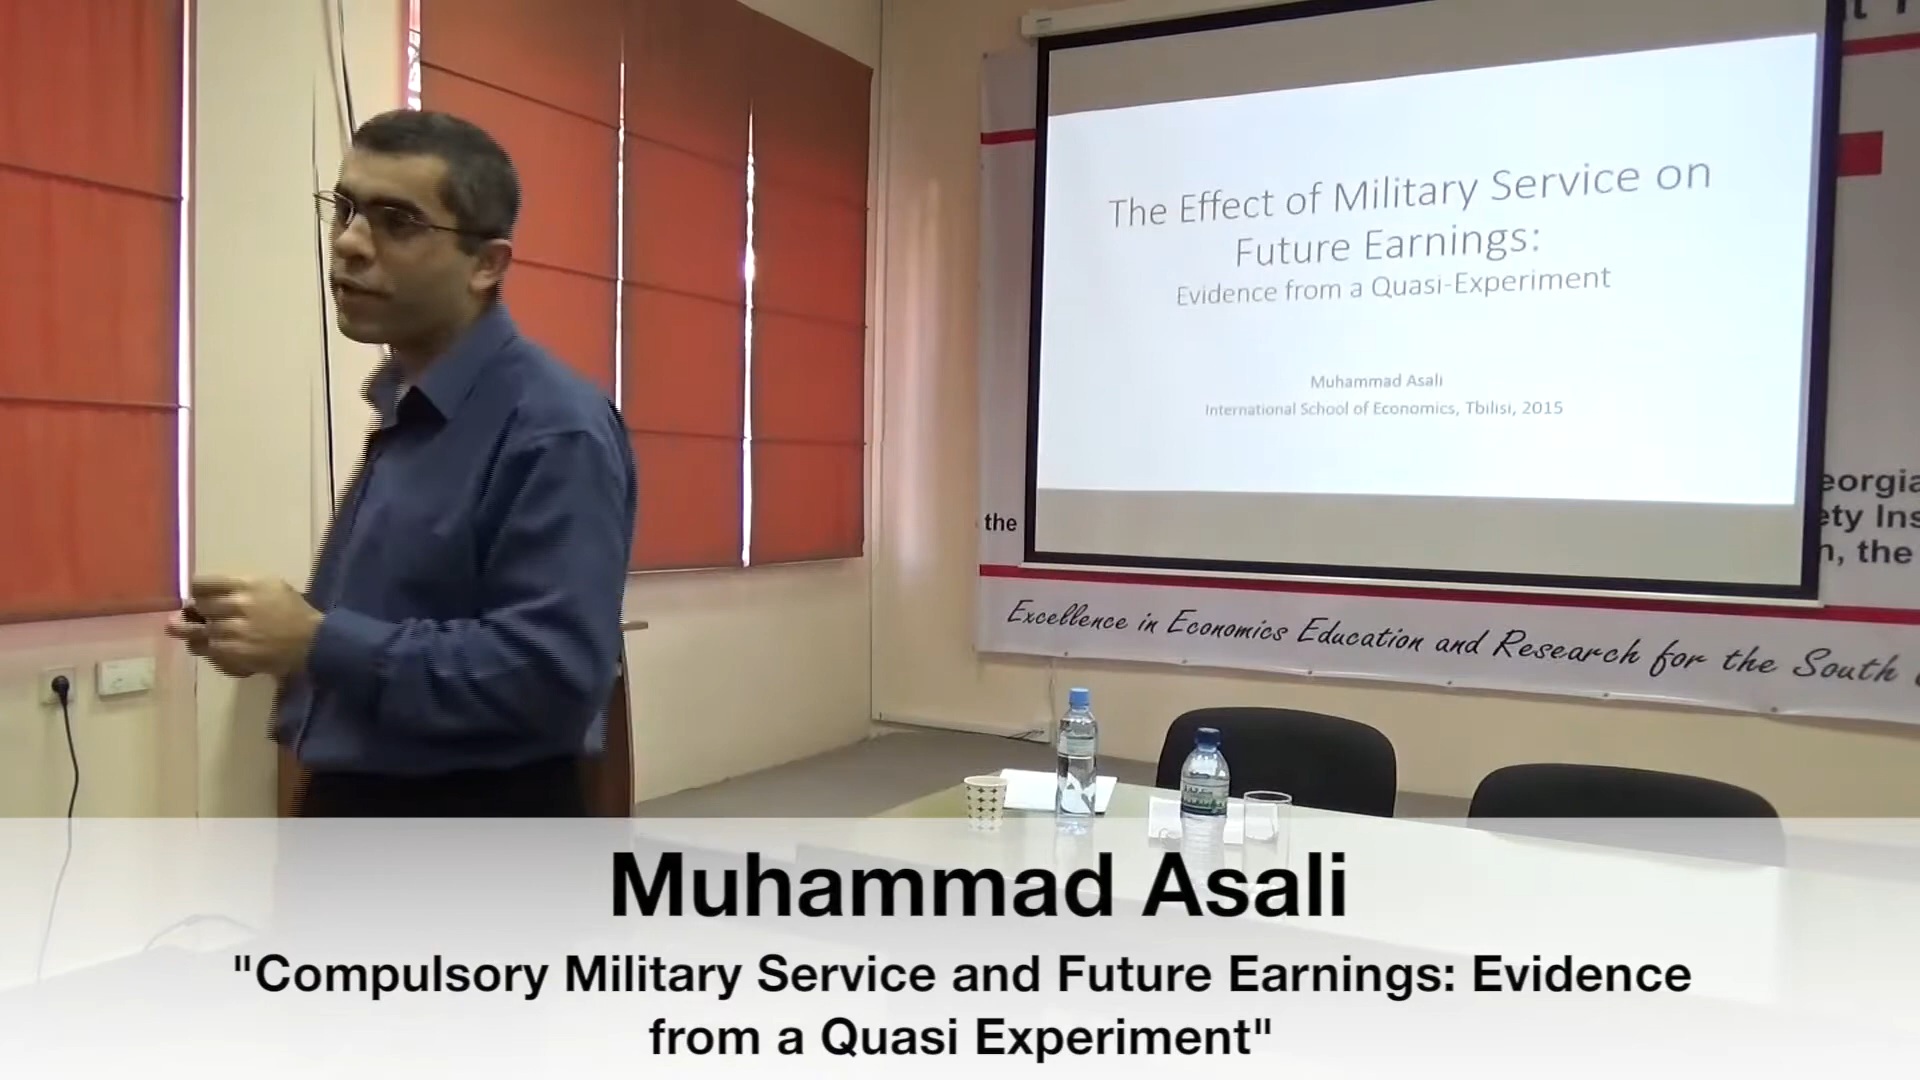 The Effect of Military Service on
Future Earnings:
Evidence from a Quasi-Experiment
Muhammad Asali
International School of Economics, Tbilisi, 2015
the
eorgia
ety Ins
n, the
Excellence in Economics Education and Research for the South
Muhammad Asali
"Compulsory Military Service and Future Earnings: Evidence
from a Quasi Experiment"